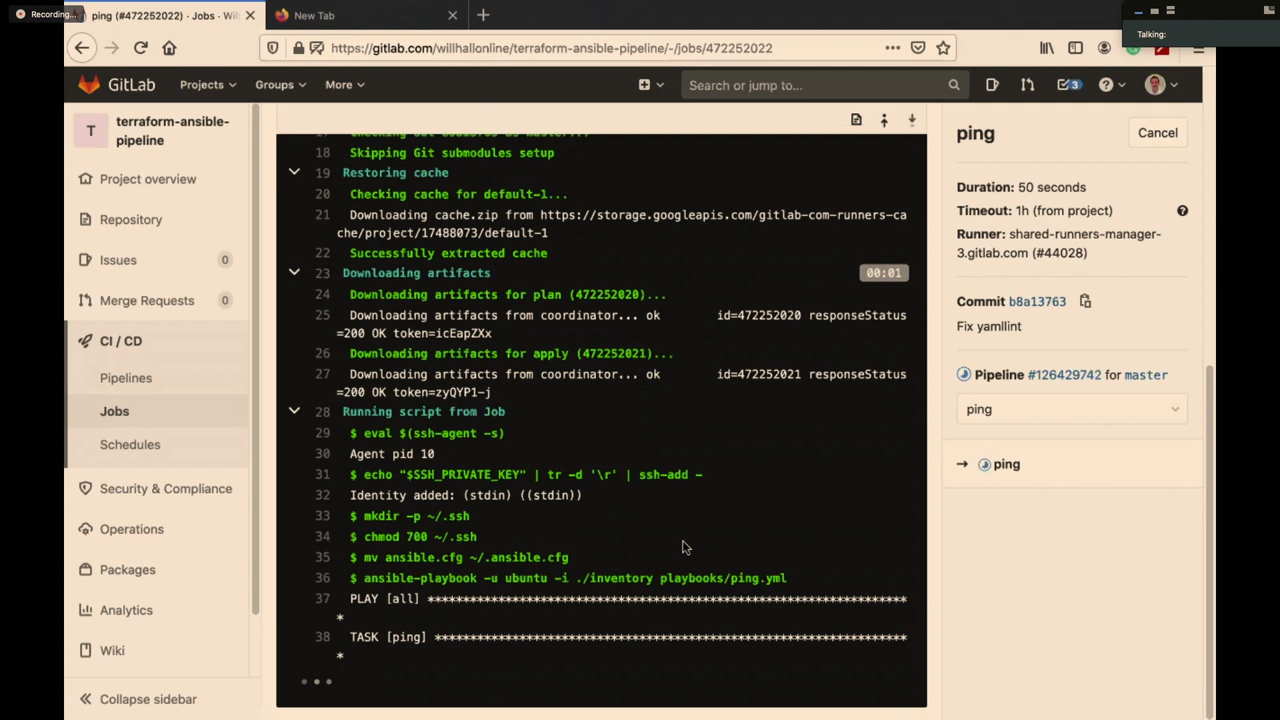 Recording...
ping (#472252022) · Jobs · Will
New Tab
Talking:
https://gitlab.com/willhallonline/terraform-ansible-pipeline/-/jobs/472252022
GitLab
Projects
Groups
More
Search or jump to...
3
T
terraform-ansible-
pipeline
Project overview
Repository
Issues
0
Merge Requests
0
CI / CD
Pipelines
Jobs
Schedules
Security & Compliance
Operations
Packages
Analytics
Wiki
Collapse sidebar
18 Skipping Git submodules setup
19 Restoring cache
20 Checking cache for default-1...
21 Downloading cache.zip from https://storage.googleapis.com/gitlab-com-runners-ca
che/project/17488073/default-1
22 Successfully extracted cache
23 Downloading artifacts 00:01
24 Downloading artifacts for plan (472252020)...
25 Downloading artifacts from coordinator... ok id=472252020 responseStatus
=200 OK token=icEapZXx
26 Downloading artifacts for apply (472252021)...
27 Downloading artifacts from coordinator... ok id=472252021 responseStatus
=200 OK token=zyQYP1-j
28 Running script from Job
29 $ eval $(ssh-agent -s)
30 Agent pid 10
31 $ echo "$SSH_PRIVATE_KEY" | tr -d '\r' | ssh-add -
32 Identity added: (stdin) ((stdin))
33 $ mkdir -p ~/.ssh
34 $ chmod 700 ~/.ssh
35 $ mv ansible.cfg ~/.ansible.cfg
36 $ ansible-playbook -u ubuntu -i ./inventory playbooks/ping.yml
37 PLAY [all] *********************************************************************
*
38 TASK [ping] ********************************************************************
*
ping
Cancel
Duration: 50 seconds
Timeout: 1h (from project)
Runner: shared-runners-manager-
3.gitlab.com (#44028)
Commit b8a13763
Fix yamllint
Pipeline #126429742 for master
ping
→ ping